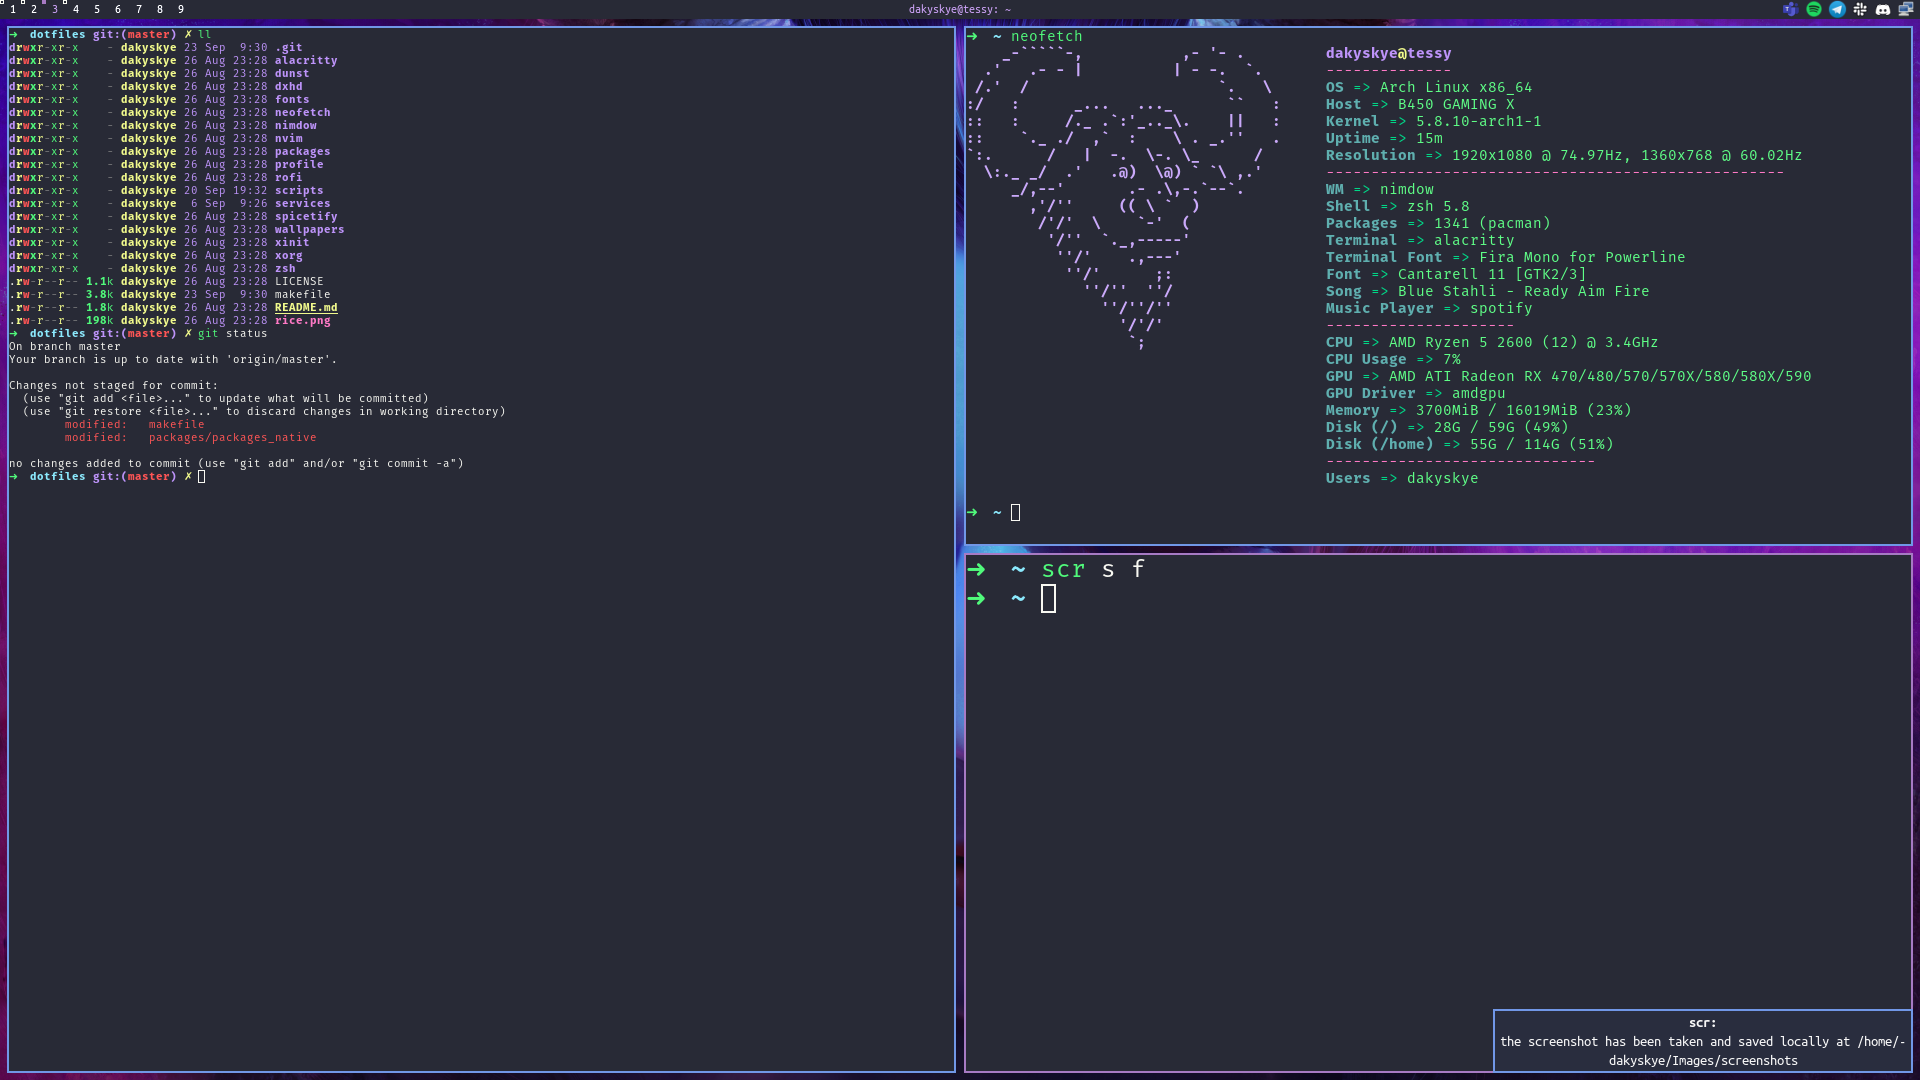 1 2 3 4 5 6 7 8 9
dakyskye@tessy: ~
➜ dotfiles git:(master) ✗ ll
drwxr-xr-x - dakyskye 23 Sep 9:30 .git
drwxr-xr-x - dakyskye 26 Aug 23:28 alacritty
drwxr-xr-x - dakyskye 26 Aug 23:28 dunst
drwxr-xr-x - dakyskye 26 Aug 23:28 dxhd
drwxr-xr-x - dakyskye 26 Aug 23:28 fonts
drwxr-xr-x - dakyskye 26 Aug 23:28 neofetch
drwxr-xr-x - dakyskye 26 Aug 23:28 nimdow
drwxr-xr-x - dakyskye 26 Aug 23:28 nvim
drwxr-xr-x - dakyskye 26 Aug 23:28 packages
drwxr-xr-x - dakyskye 26 Aug 23:28 profile
drwxr-xr-x - dakyskye 26 Aug 23:28 rofi
drwxr-xr-x - dakyskye 20 Sep 19:32 scripts
drwxr-xr-x - dakyskye 6 Sep 9:26 services
drwxr-xr-x - dakyskye 26 Aug 23:28 spicetify
drwxr-xr-x - dakyskye 26 Aug 23:28 wallpapers
drwxr-xr-x - dakyskye 26 Aug 23:28 xinit
drwxr-xr-x - dakyskye 26 Aug 23:28 xorg
drwxr-xr-x - dakyskye 26 Aug 23:28 zsh
.rw-r--r-- 1.1k dakyskye 26 Aug 23:28 LICENSE
.rw-r--r-- 3.8k dakyskye 23 Sep 9:30 makefile
.rw-r--r-- 1.8k dakyskye 26 Aug 23:28 README.md
.rw-r--r-- 198k dakyskye 26 Aug 23:28 rice.png
➜ dotfiles git:(master) ✗ git status
On branch master
Your branch is up to date with 'origin/master'.
Changes not staged for commit:
(use "git add <file>..." to update what will be committed)
(use "git restore <file>..." to discard changes in working directory)
modified: makefile
modified: packages/packages_native
no changes added to commit (use "git add" and/or "git commit -a")
➜ dotfiles git:(master) ✗
➜ ~ neofetch
dakyskye@tessy
--------------
OS => Arch Linux x86_64
Host => B450 GAMING X
Kernel => 5.8.10-arch1-1
Uptime => 15m
Resolution => 1920x1080 @ 74.97Hz, 1360x768 @ 60.02Hz
---------------------------------------------------
WM => nimdow
Shell => zsh 5.8
Packages => 1341 (pacman)
Terminal => alacritty
Terminal Font => Fira Mono for Powerline
Font => Cantarell 11 [GTK2/3]
Song => Blue Stahli - Ready Aim Fire
Music Player => spotify
---------------------
CPU => AMD Ryzen 5 2600 (12) @ 3.4GHz
CPU Usage => 7%
GPU => AMD ATI Radeon RX 470/480/570/570X/580/580X/590
GPU Driver => amdgpu
Memory => 3700MiB / 16019MiB (23%)
Disk (/) => 28G / 59G (49%)
Disk (/home) => 55G / 114G (51%)
------------------------------
Users => dakyskye
➜ ~
➜ ~ scr s f
➜ ~
scr:
the screenshot has been taken and saved locally at /home/-
dakyskye/Images/screenshots